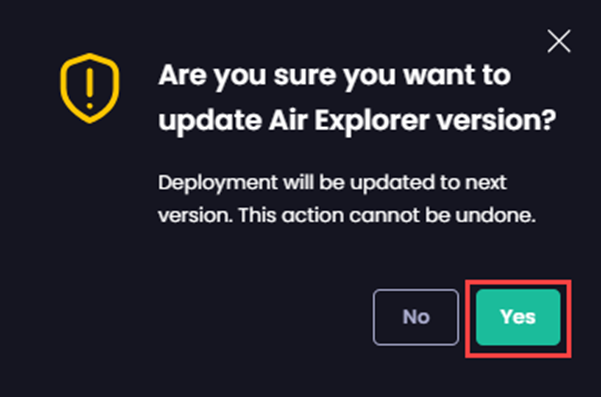 Are you sure you want to
update Air Explorer version?
Deployment will be updated to next
version. This action cannot be undone.
No
Yes